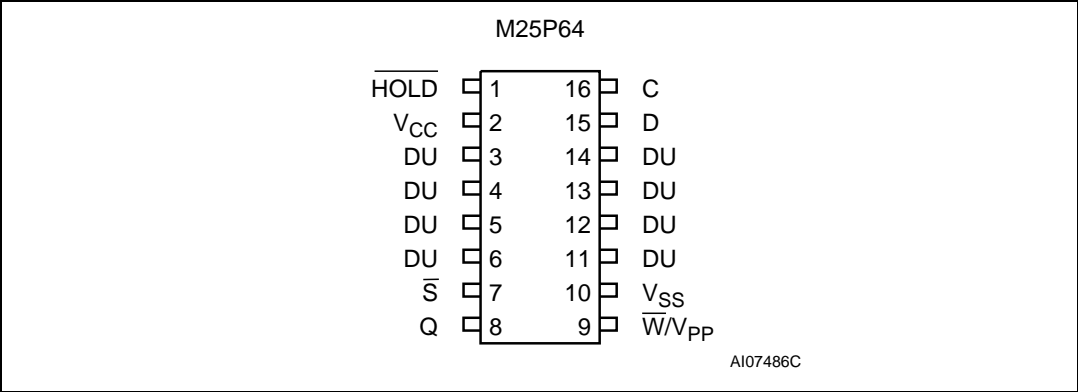 M25P64
H̅O̅L̅D̅ 1 16 C
VCC 2 15 D
DU 3 14 DU
DU 4 13 DU
DU 5 12 DU
DU 6 11 DU
S̅ 7 10 VSS
Q 8 9 W̅/VPP
AI07486C